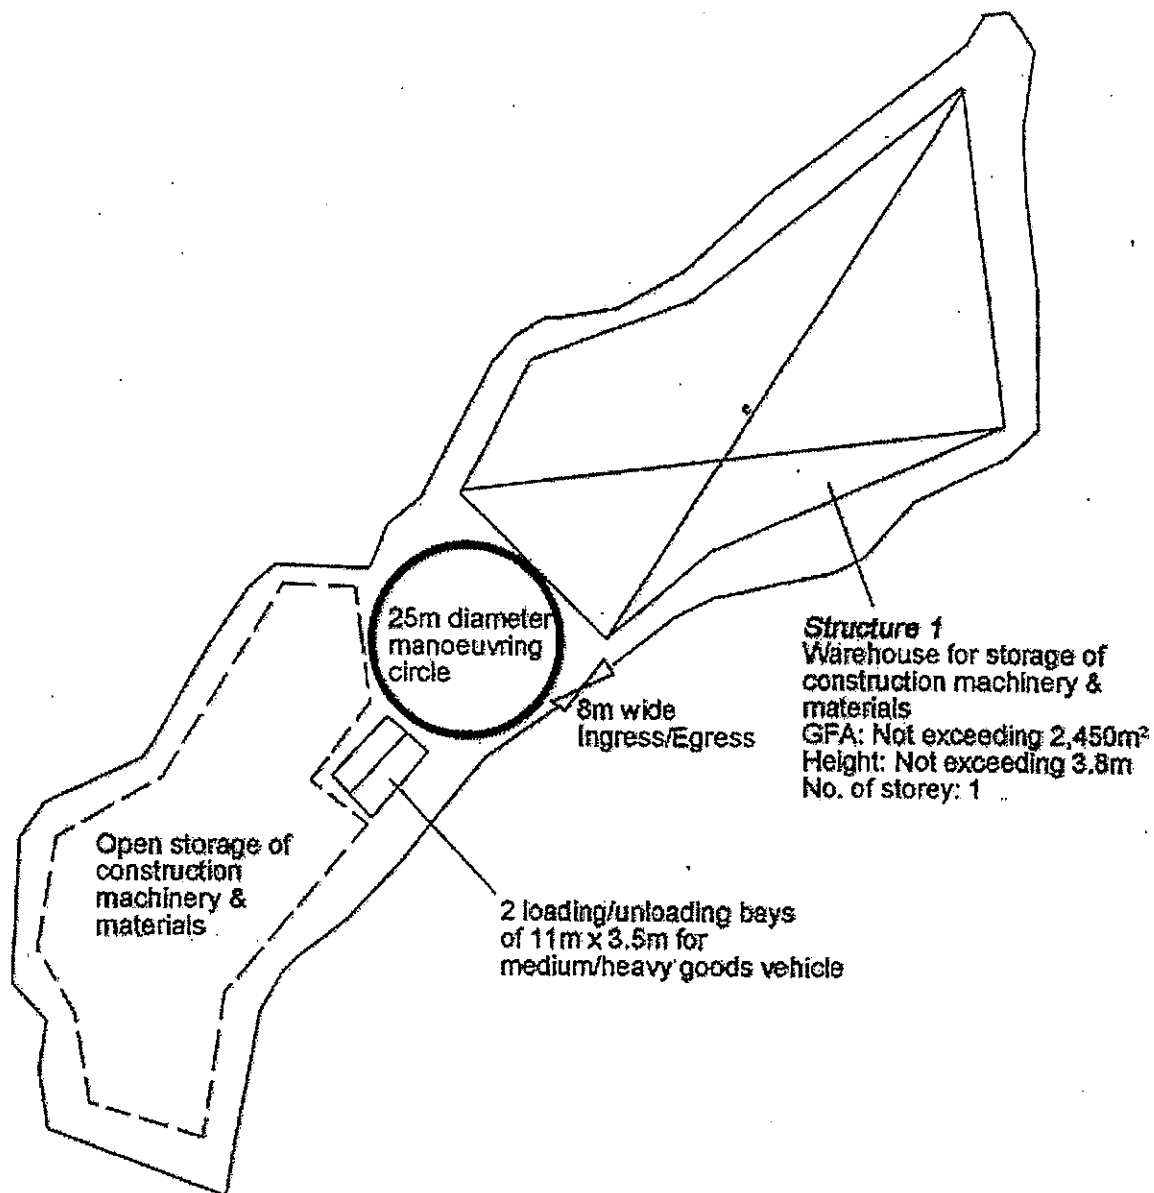 25m diameter
manoeuvring
circle
8m wide
Ingress/Egress
Structure 1
Warehouse for storage of
construction machinery &
materials
GFA: Not exceeding 2,450m²
Height: Not exceeding 3.8m
No. of storey: 1
Open storage of
construction
machinery &
materials
2 loading/unloading bays
of 11m x 3.5m for
medium/heavy goods vehicle